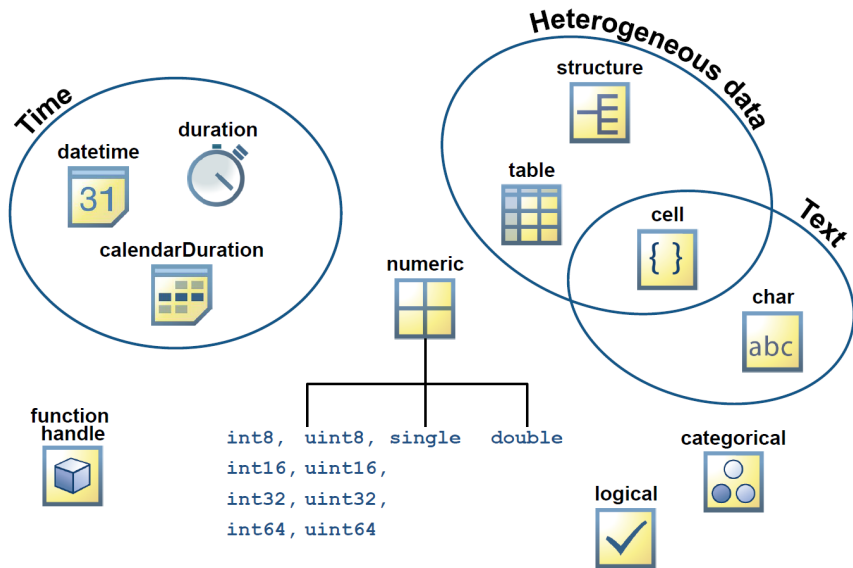 Heterogeneous data
structure
Time
duration
datetime
31
table
calendarDuration
cell
{ }
Text
numeric
char
abc
function
handle
int8, uint8, single double
int16, uint16,
int32, uint32,
int64, uint64
categorical
logical